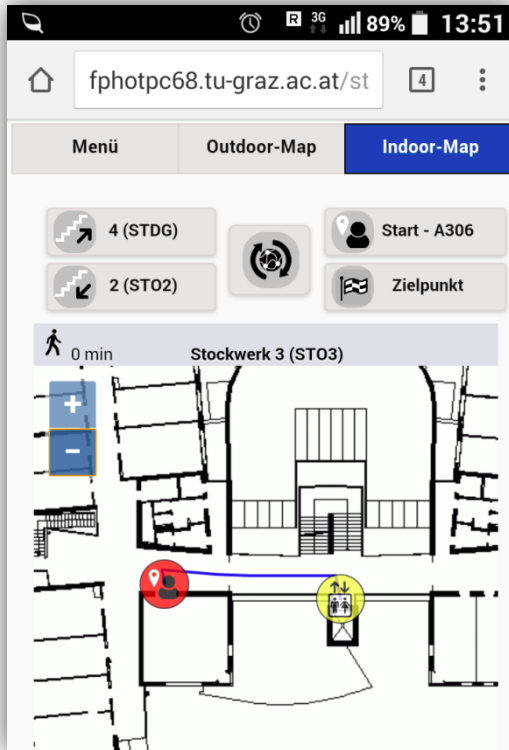 R 3G 89% 13:51
fphotpc68.tu-graz.ac.at/st 4
Menü Outdoor-Map Indoor-Map
4 (STDG) Start - A306
2 (STO2) Zielpunkt
0 min Stockwerk 3 (STO3)
+
-